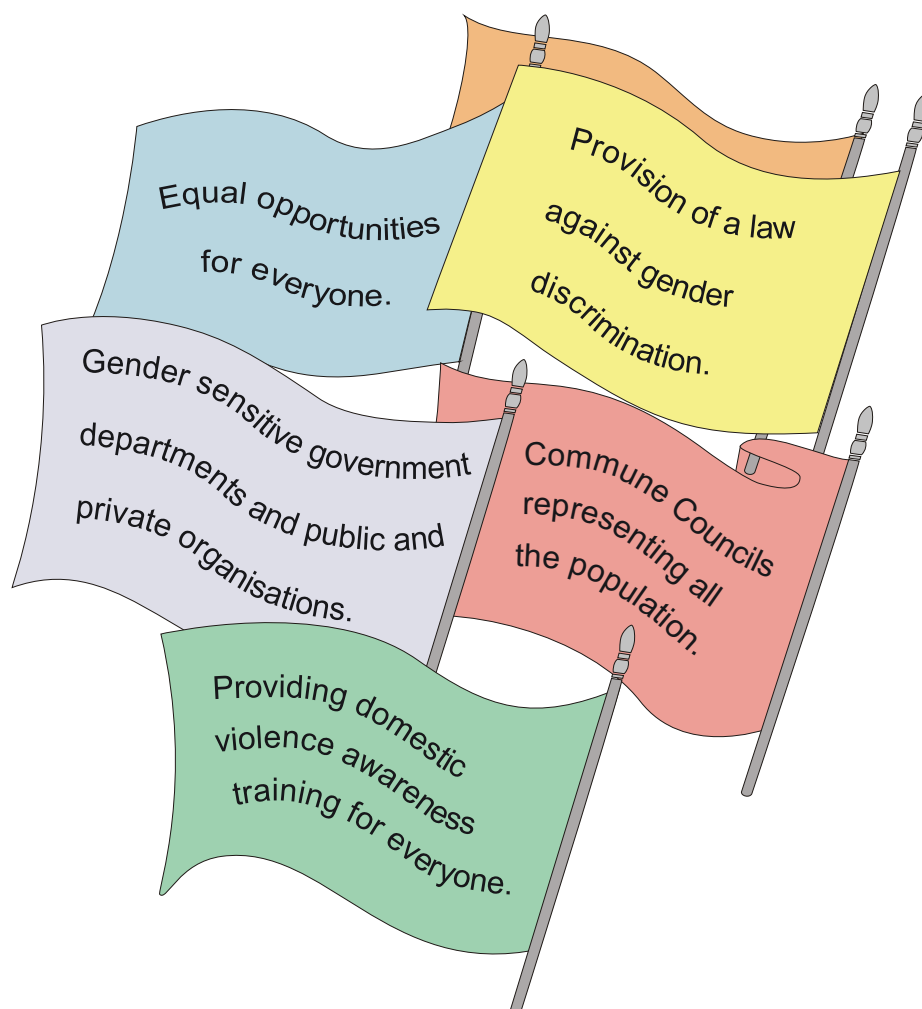 Provision of a law
against gender
discrimination.
Equal opportunities
for everyone.
Gender sensitive government
departments and public and
private organisations.
Commune Councils
representing all
the population.
Providing domestic
violence awareness
training for everyone.